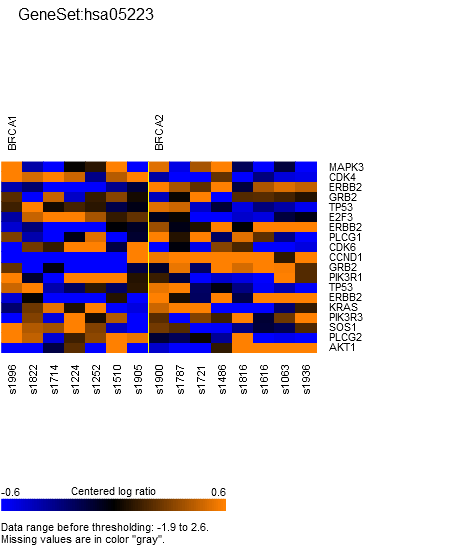 GeneSet:hsa05223
BRCA1
BRCA2
MAPK3
CDK4
ERBB2
GRB2
TP53
E2F3
ERBB2
PLCG1
CDK6
CCND1
GRB2
PIK3R1
TP53
ERBB2
KRAS
PIK3R3
SOS1
PLCG2
AKT1
s1996
s1822
s1714
s1224
s1252
s1510
s1905
s1900
s1787
s1721
s1486
s1816
s1616
s1063
s1936
-0.6 Centered log ratio 0.6
Data range before thresholding: -1.9 to 2.6.
Missing values are in color "gray".